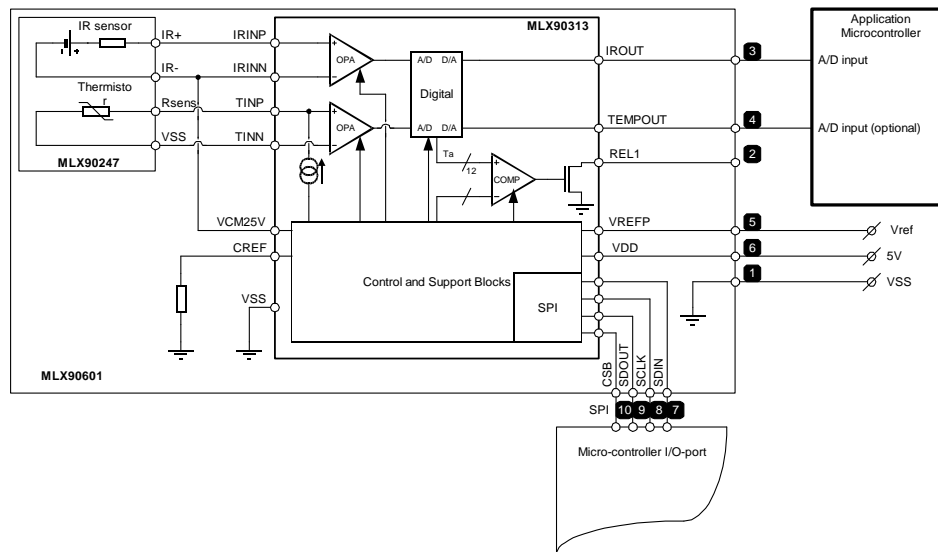 MLX90313
Application
Microcontroller
IR sensor
IR+
IRINP
OPA
A/D D/A
Digital
A/D D/A
IROUT
3
A/D input
IR-
IRINN
Thermisto
r
Rsens
TINP
OPA
TEMPOUT
4
A/D input (optional)
VSS
TINN
MLX90247
Ta
12
COMP
REL1
2
VCM25V
VREFP
5
Vref
CREF
VDD
6
5V
Control and Support Blocks
1
VSS
VSS
SPI
MLX90601
CSB
SDOUT
SCLK
SDIN
SPI
10 9 8 7
Micro-controller I/O-port